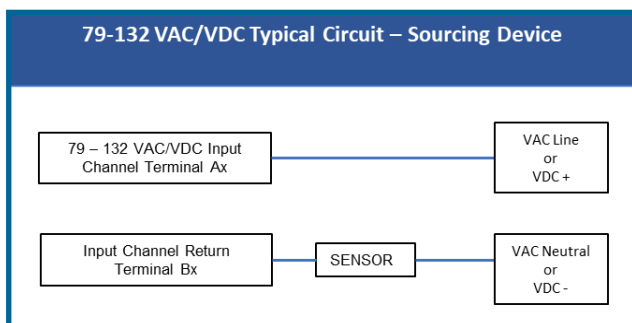 79-132 VAC/VDC Typical Circuit – Sourcing Device
79 – 132 VAC/VDC Input
Channel Terminal Ax
VAC Line
or
VDC +
Input Channel Return
Terminal Bx
SENSOR
VAC Neutral
or
VDC -